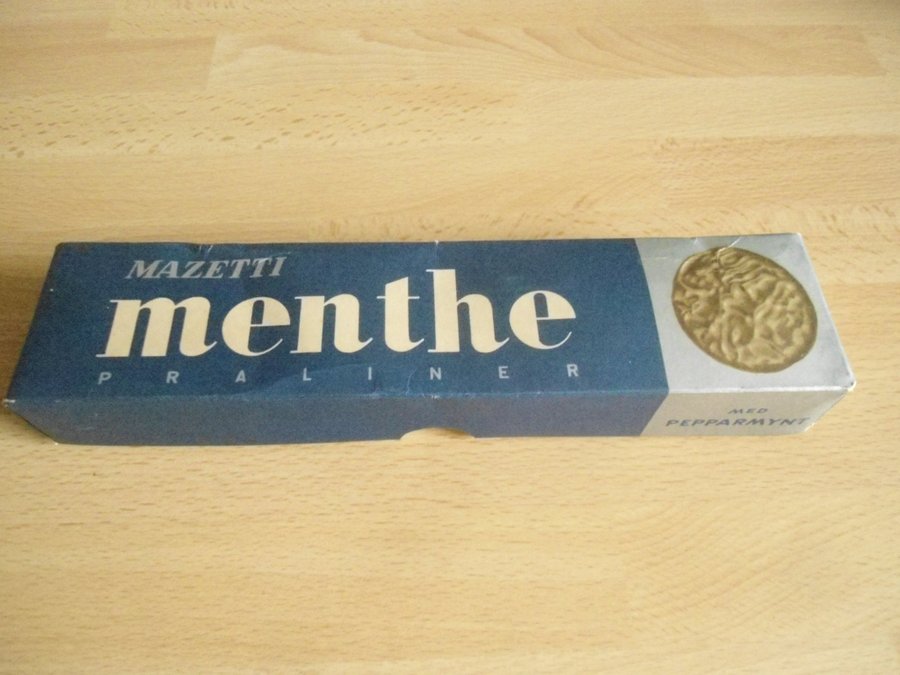 MAZETTI
menthe
PRALINER
MED
PEPPARMYNT